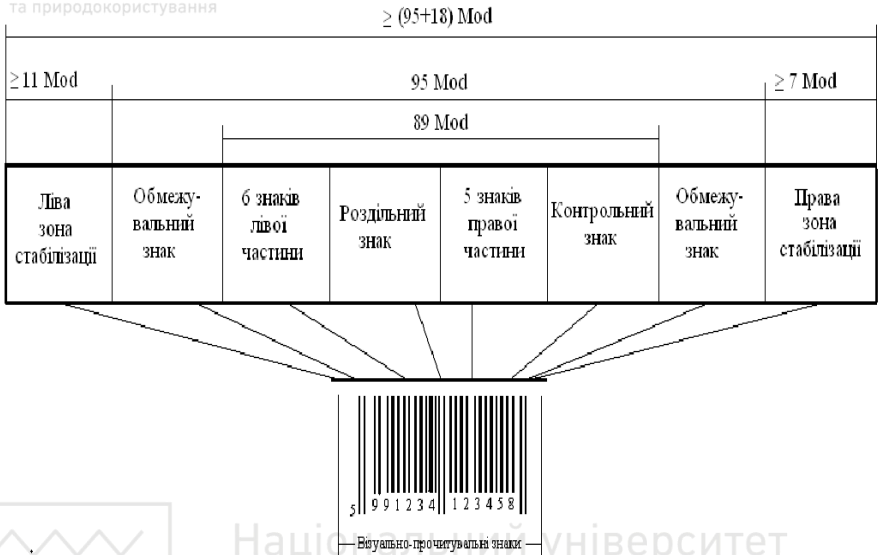 та природокористування
≥ (95+18) Mod
≥11 Mod
95 Mod
≥ 7 Mod
89 Mod
Ліва
зона
стабілізації
Обмежу-
вальний
знак
6 знаків
лівої
частини
Роздільний
знак
5 знаків
правої
частини
Контрольний
знак
Обмежу-
вальний
знак
Права
зона
стабілізації
5 991234 123458
Візуально-прочитувальні знаки
Національний університет